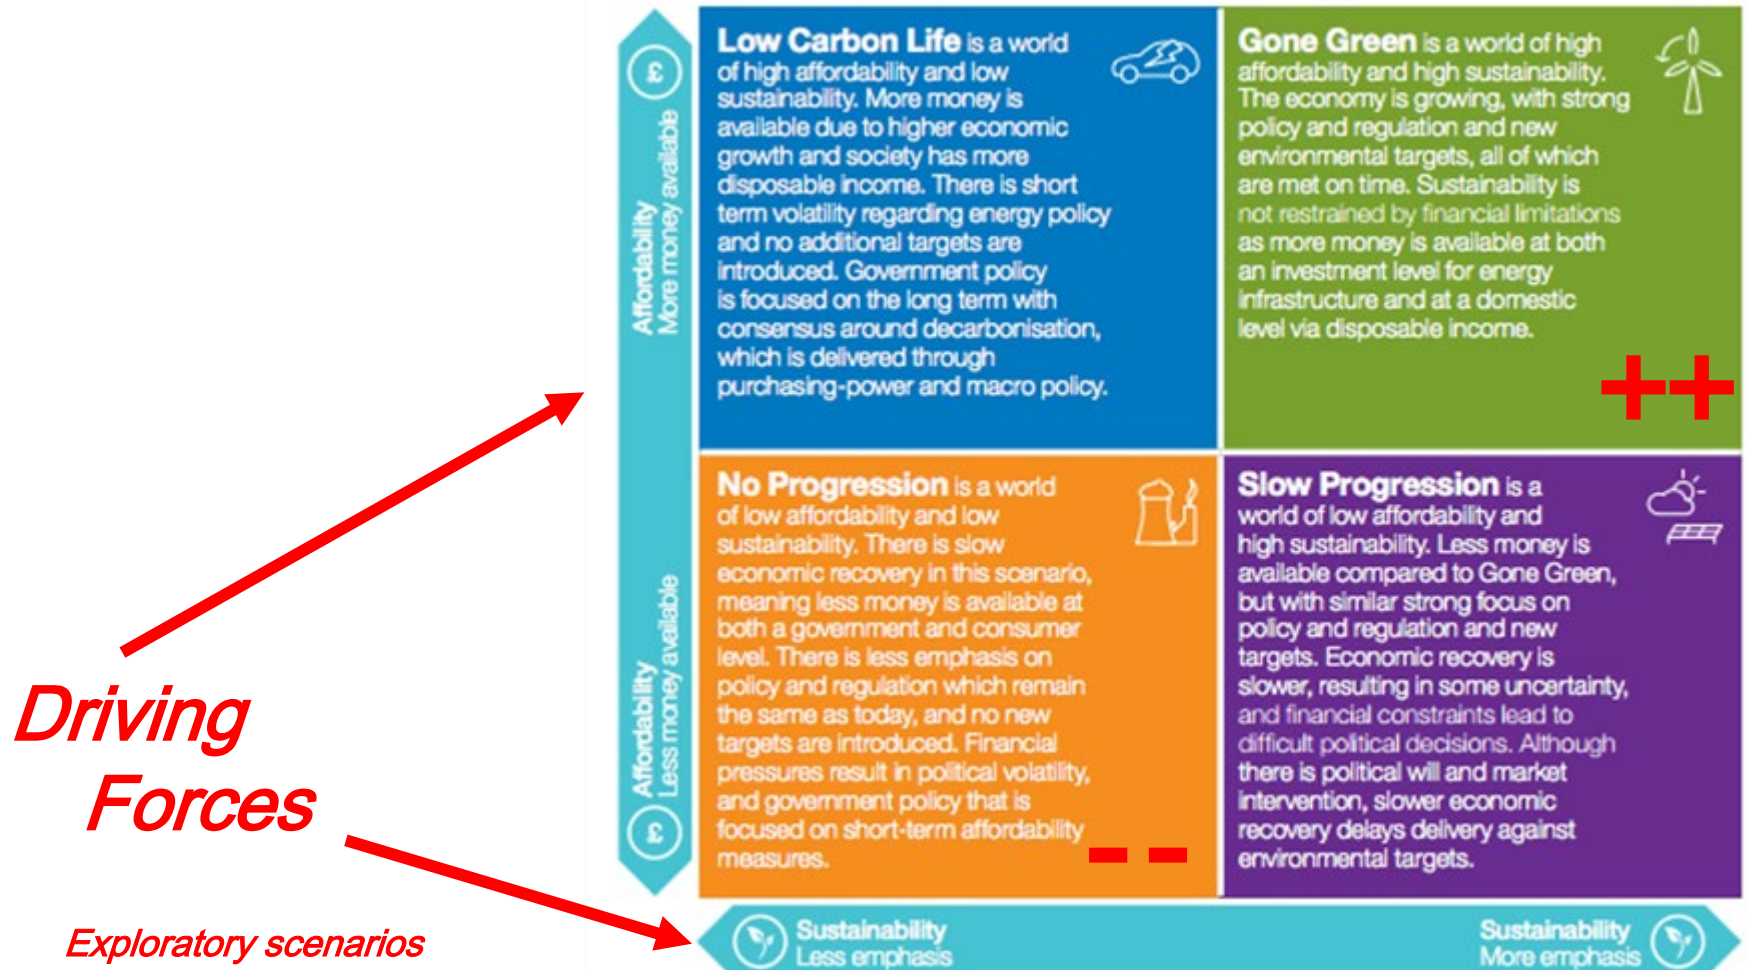 Low Carbon Life is a world
of high affordability and low
sustainability. More money is
available due to higher economic
growth and society has more
disposable income. There is short
term volatility regarding energy policy
and no additional targets are
introduced. Government policy
is focused on the long term with
consensus around decarbonisation,
which is delivered through
purchasing-power and macro policy.
Gone Green is a world of high
affordability and high sustainability.
The economy is growing, with strong
policy and regulation and new
environmental targets, all of which
are met on time. Sustainability is
not restrained by financial limitations
as more money is available at both
an investment level for energy
infrastructure and at a domestic
level via disposable income.
++
£
Affordability
More money available
No Progression is a world
of low affordability and low
sustainability. There is slow
economic recovery in this scenario,
meaning less money is available at
both a government and consumer
level. There is less emphasis on
policy and regulation which remain
the same as today, and no new
targets are introduced. Financial
pressures result in political volatility,
and government policy that is
focused on short-term affordability
measures.
– –
Slow Progression is a
world of low affordability and
high sustainability. Less money is
available compared to Gone Green,
but with similar strong focus on
policy and regulation and new
targets. Economic recovery is
slower, resulting in some uncertainty,
and financial constraints lead to
difficult political decisions. Although
there is political will and market
intervention, slower economic
recovery delays delivery against
environmental targets.
Affordability
Less money available
£
Driving
Forces
Exploratory scenarios
Sustainability
Less emphasis
Sustainability
More emphasis